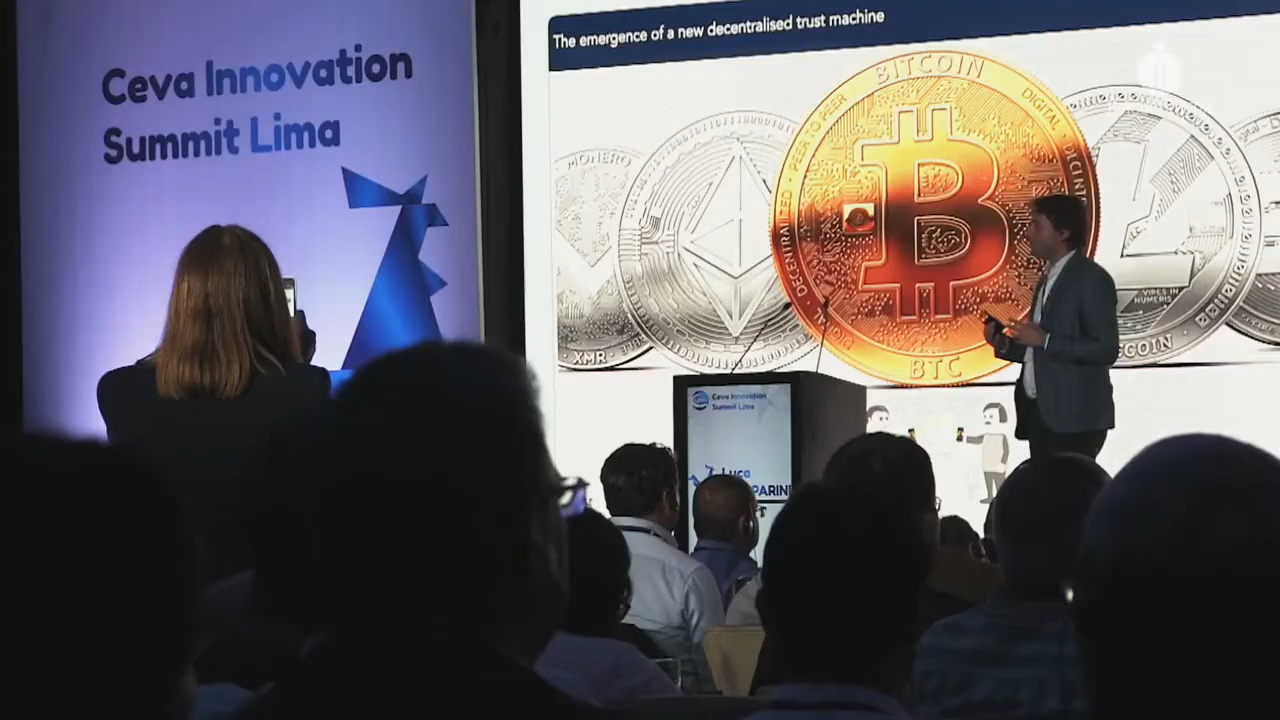 Ceva Innovation
Summit Lima
The emergence of a new decentralised trust machine
MONERO
XMR
BITCOIN
DIGITAL
DECENTRALIZED
PEER TO PEER
BTC
VIRES IN
NUMERIS
COIN
Ceva Innovation
Summit Lima
Luca
PARINI